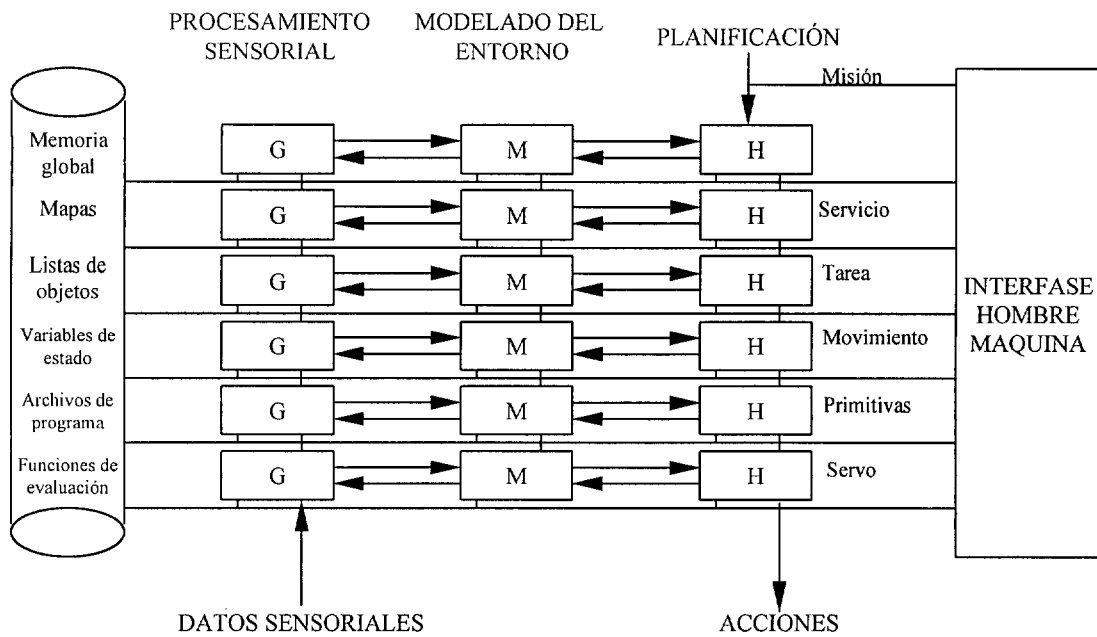 PROCESAMIENTO
SENSORIAL
MODELADO DEL
ENTORNO
PLANIFICACIÓN
Misión
Memoria
global
G
M
H
Mapas
G
M
H
Servicio
Listas de
objetos
G
M
H
Tarea
Variables de
estado
G
M
H
Movimiento
Archivos de
programa
G
M
H
Primitivas
Funciones de
evaluación
G
M
H
Servo
INTERFASE
HOMBRE
MAQUINA
DATOS SENSORIALES
ACCIONES